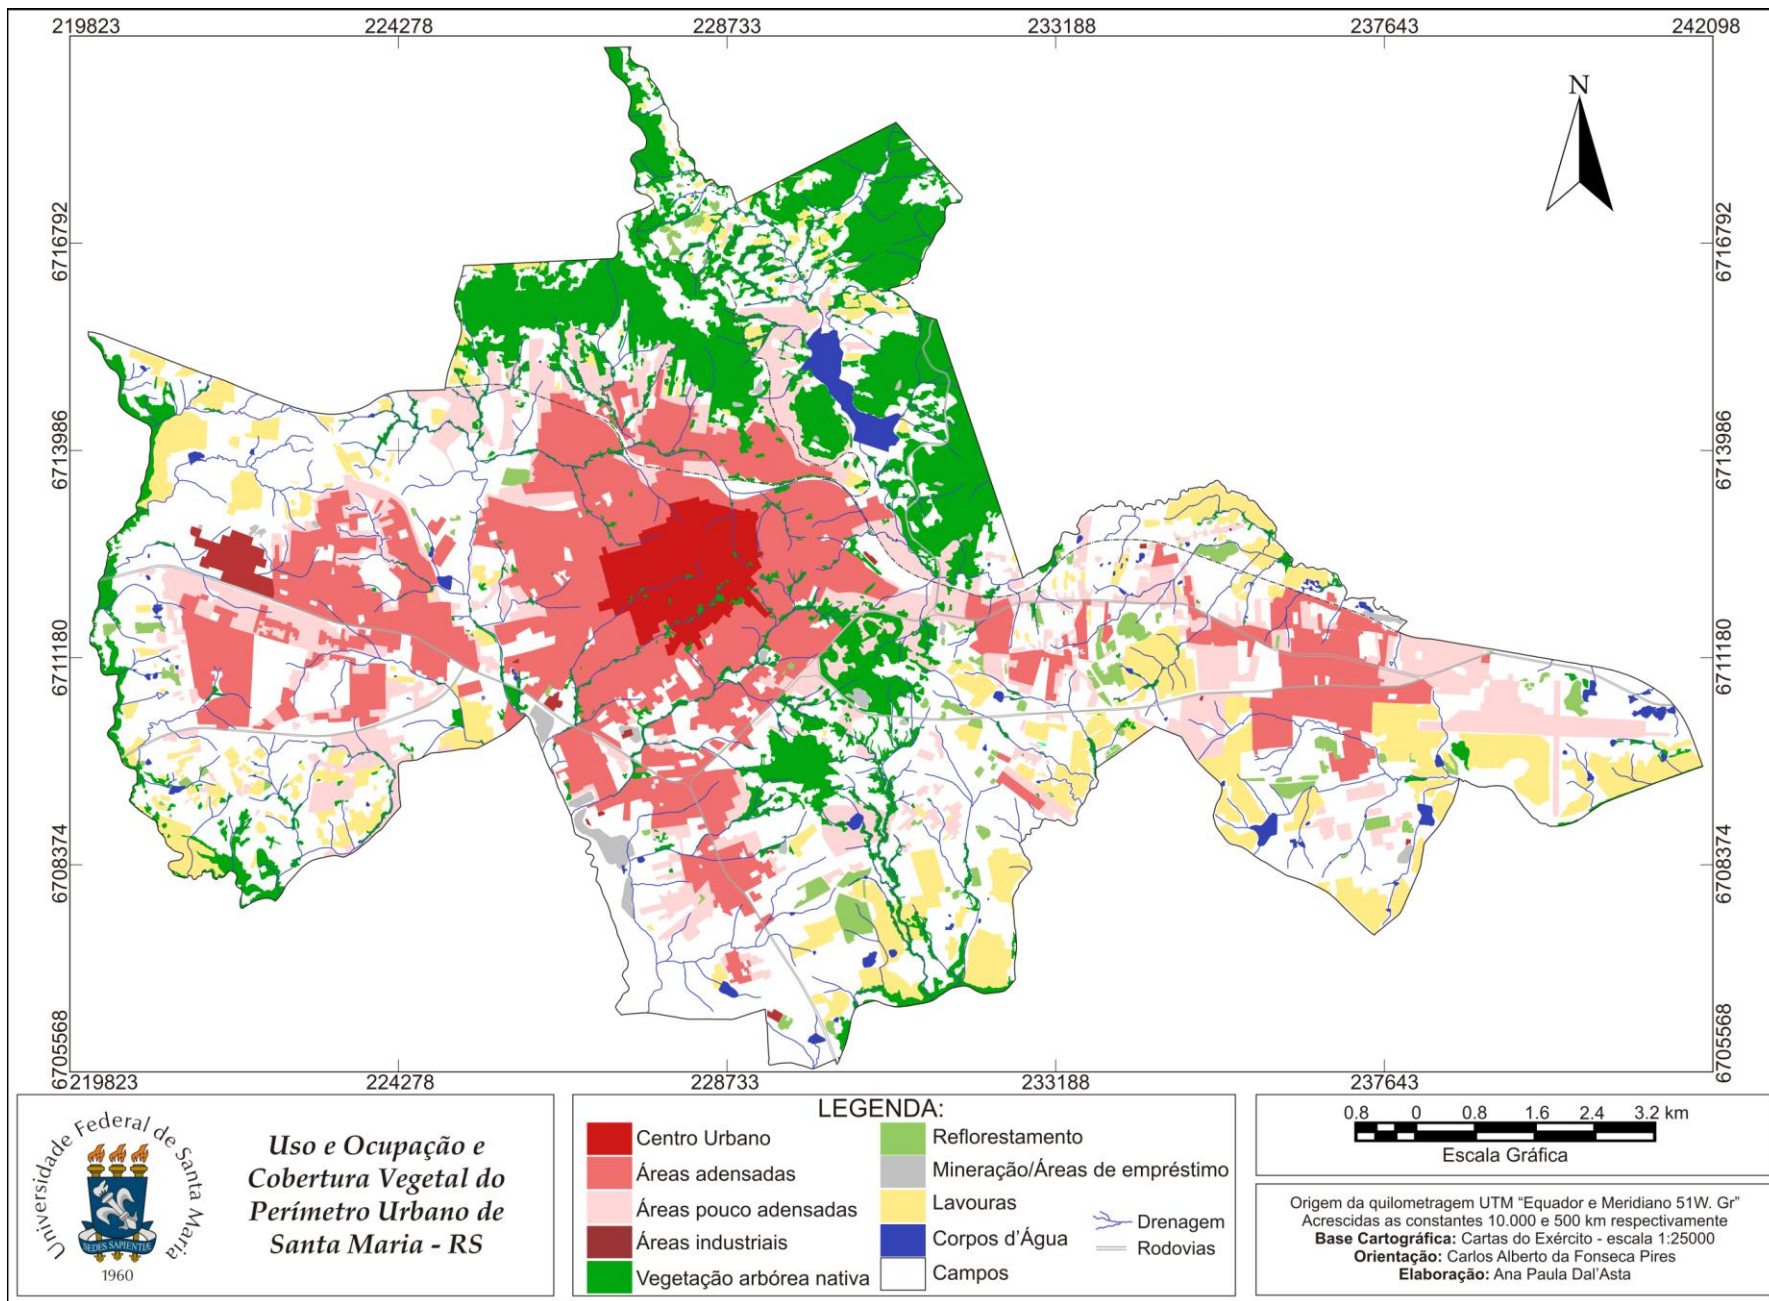 219823 224278 228733 233188 237643 242098
N
6716792 6716792
6713986 6713986
6711180 6711180
6708374 6708374
6705568 6705568
219823 224278 228733 233188 237643
Universidade Federal de Santa Maria
SEDES SAPIENTIÆ
1960
Uso e Ocupação e
Cobertura Vegetal do
Perímetro Urbano de
Santa Maria - RS
LEGENDA:
Centro Urbano
Áreas adensadas
Áreas pouco adensadas
Áreas industriais
Vegetação arbórea nativa
Reflorestamento
Mineração/Áreas de empréstimo
Lavouras
Corpos d'Água
Campos
Drenagem
Rodovias
0.8 0 0.8 1.6 2.4 3.2 km
Escala Gráfica
Origem da quilometragem UTM "Equador e Meridiano 51W. Gr"
Acrescidas as constantes 10.000 e 500 km respectivamente
Base Cartográfica: Cartas do Exército - escala 1:25000
Orientação: Carlos Alberto da Fonseca Pires
Elaboração: Ana Paula Dal'Asta